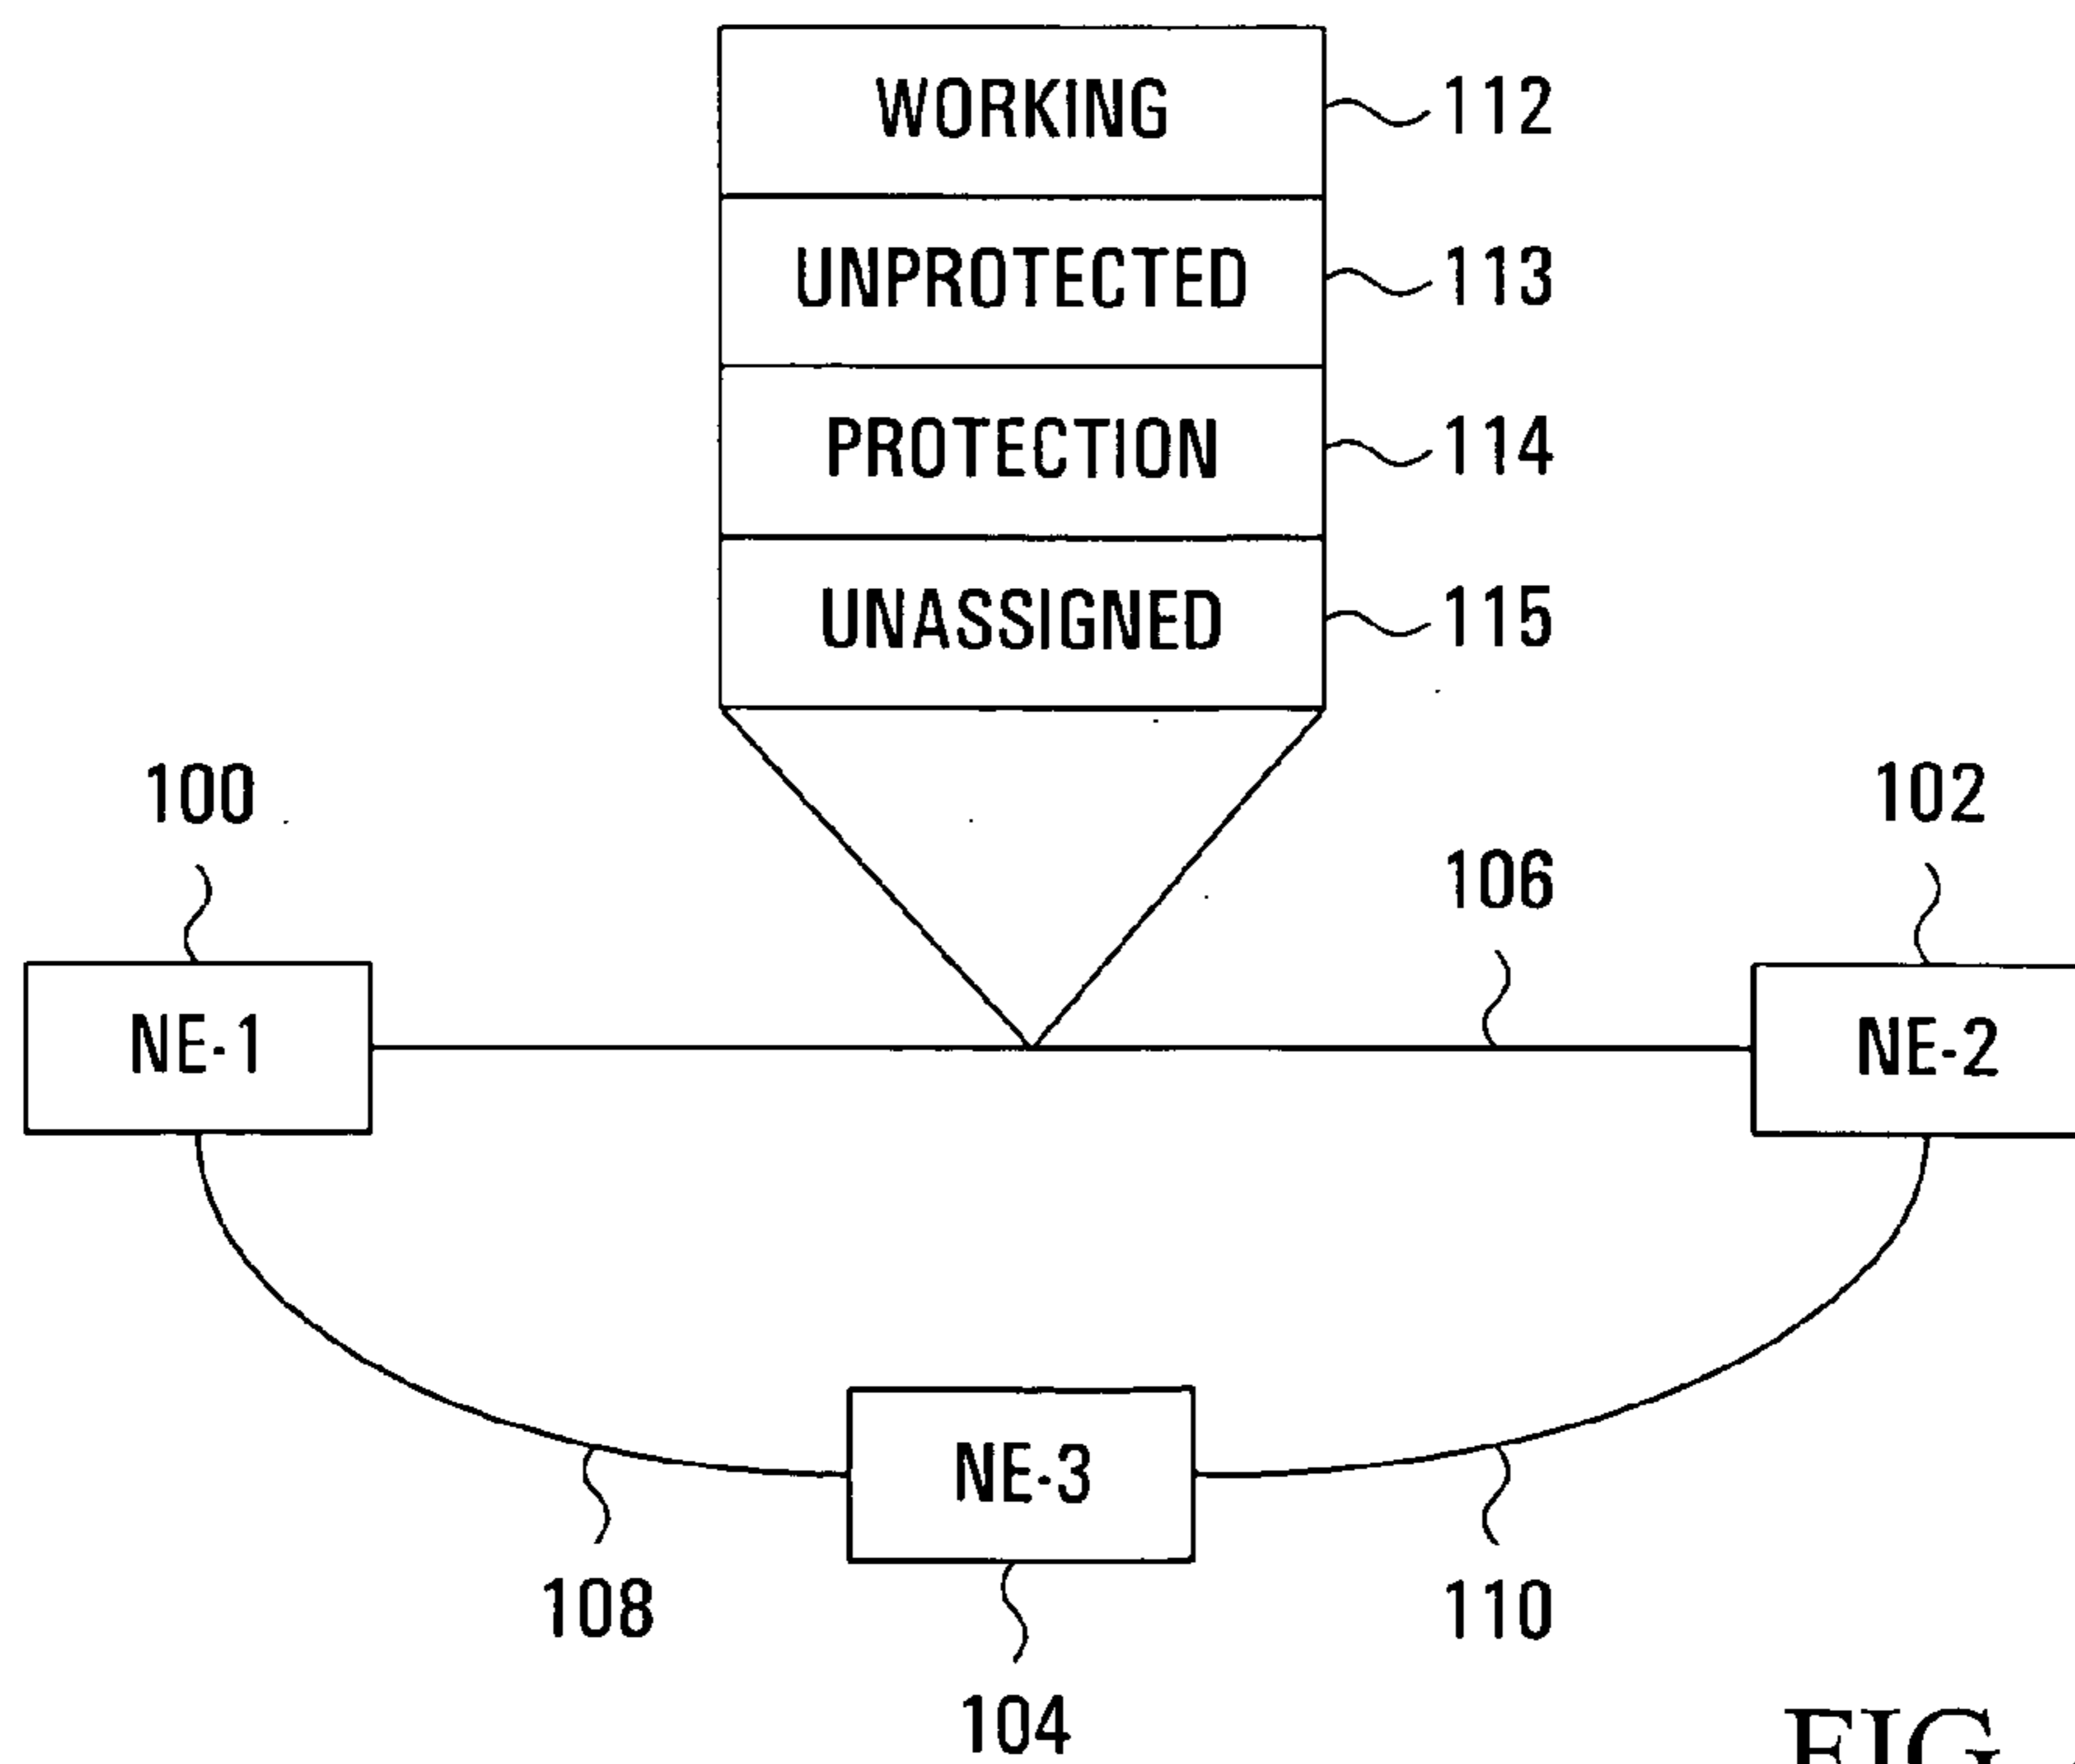 WORKING 112
UNPROTECTED 113
PROTECTION 114
UNASSIGNED 115
100
102
106
NE-1
NE-2
NE-3
108
110
104
FIG